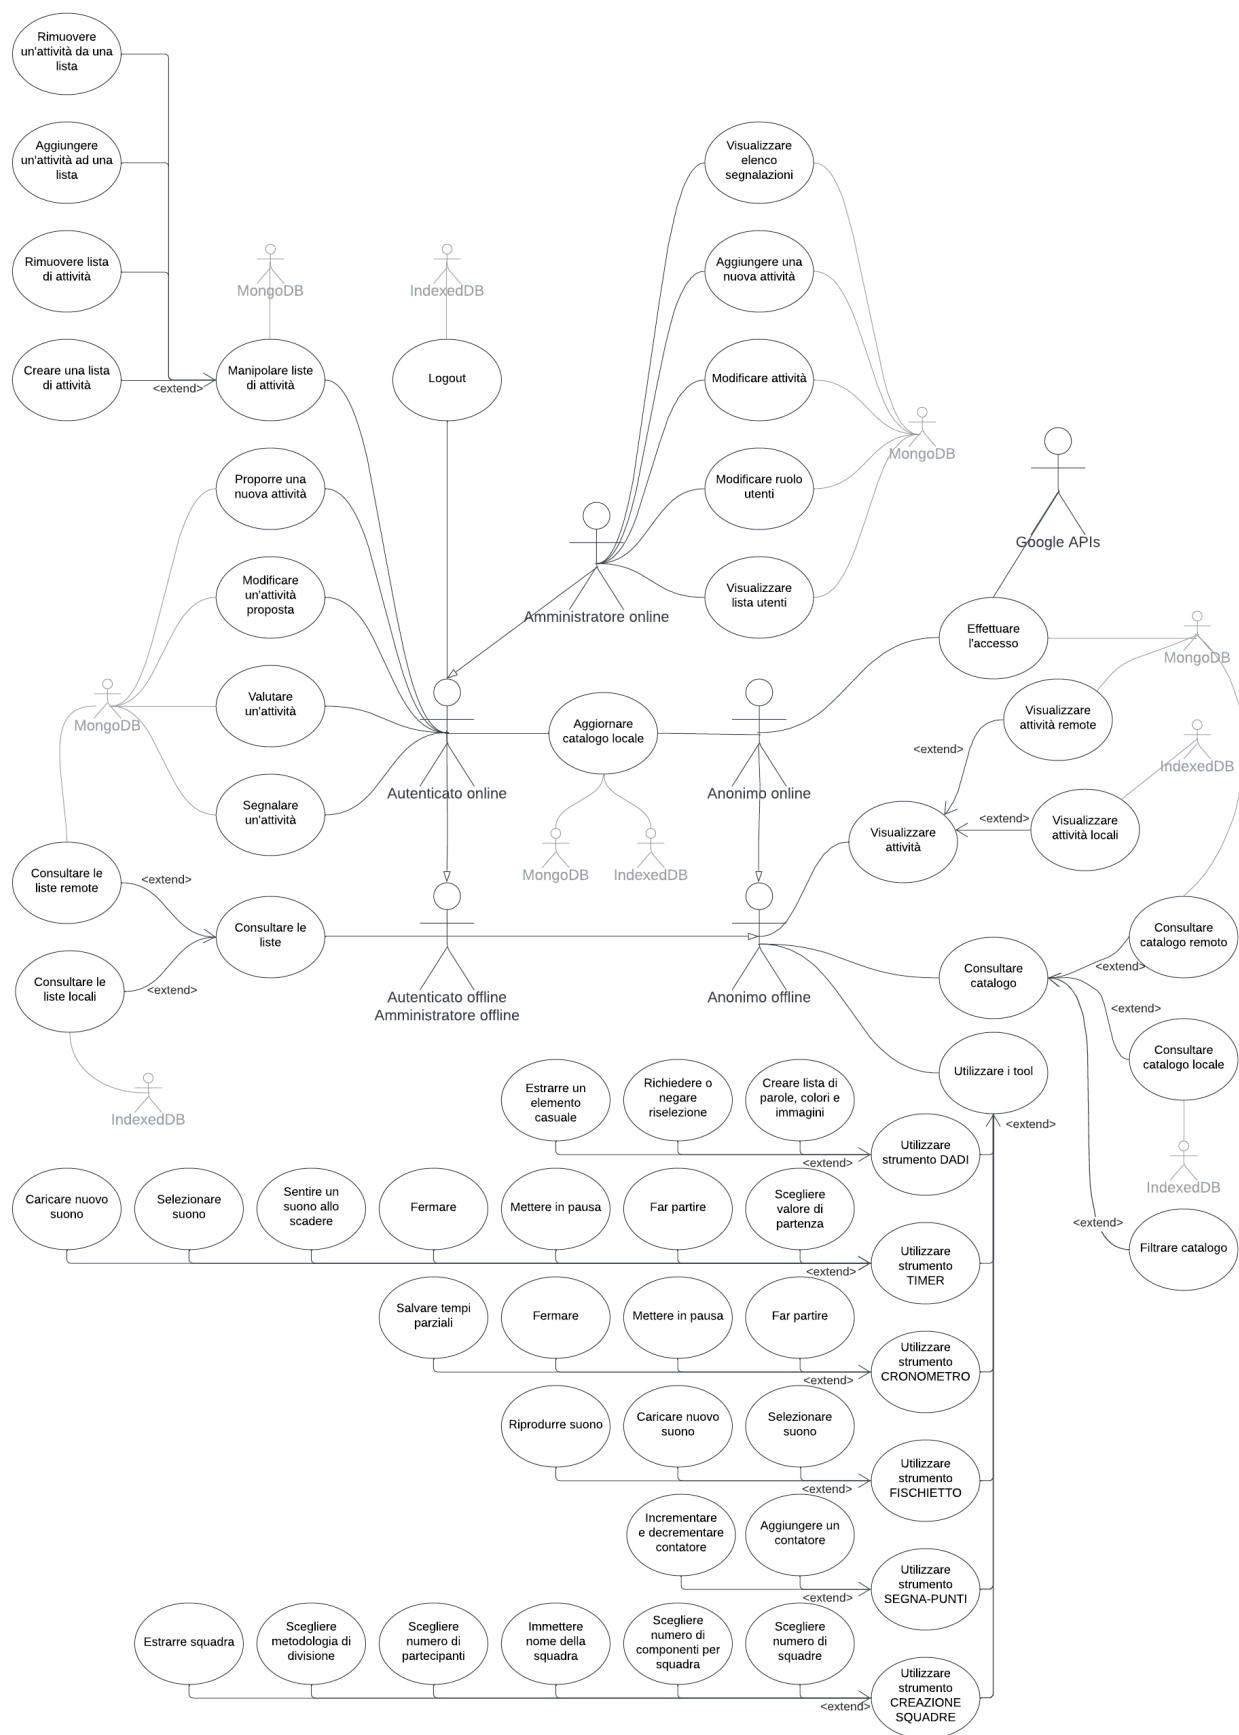 Rimuovere
un'attività da una
lista
Aggiungere
un'attività ad una
lista
Visualizzare
elenco
segnalazioni
Rimuovere lista
di attività
MongoDB
IndexedDB
Aggiungere una
nuova attività
Creare una lista
di attività
<extend>
Manipolare liste
di attività
Logout
Modificare attività
MongoDB
Proporre una
nuova attività
Modificare ruolo
utenti
Google APIs
Modificare
un'attività
proposta
Amministratore online
Visualizzare
lista utenti
Effettuare
l'accesso
MongoDB
MongoDB
Valutare
un'attività
Aggiornare
catalogo locale
Visualizzare
attività remote
<extend>
IndexedDB
Autenticato online
Anonimo online
Segnalare
un'attività
Visualizzare
attività
<extend>
Visualizzare
attività locali
MongoDB
IndexedDB
Consultare le
liste remote
<extend>
Consultare le
liste
Consultare
catalogo remoto
<extend>
Consultare
catalogo
Consultare le
liste locali
<extend>
Autenticato offline
Amministratore offline
Anonimo offline
<extend>
Consultare
catalogo locale
Utilizzare i tool
<extend>
IndexedDB
Estrarre un
elemento
casuale
Richiedere o
negare
riselezione
Creare lista di
parole, colori e
immagini
<extend>
Utilizzare
strumento DADI
IndexedDB
Caricare nuovo
suono
Selezionare
suono
Sentire un
suono allo
scadere
Fermare
Mettere in pausa
Far partire
Scegliere
valore di
partenza
<extend>
Utilizzare
strumento
TIMER
<extend>
Filtrare catalogo
Salvare tempi
parziali
Fermare
Mettere in pausa
Far partire
<extend>
Utilizzare
strumento
CRONOMETRO
Riprodurre suono
Caricare nuovo
suono
Selezionare
suono
<extend>
Utilizzare
strumento
FISCHIETTO
Incrementare
e decrementare
contatore
Aggiungere un
contatore
<extend>
Utilizzare
strumento
SEGNA-PUNTI
Estrarre squadra
Scegliere
metodologia di
divisione
Scegliere
numero di
partecipanti
Immettere
nome della
squadra
Scegliere
numero di
componenti per
squadra
Scegliere
numero di
squadre
<extend>
Utilizzare
strumento
CREAZIONE
SQUADRE